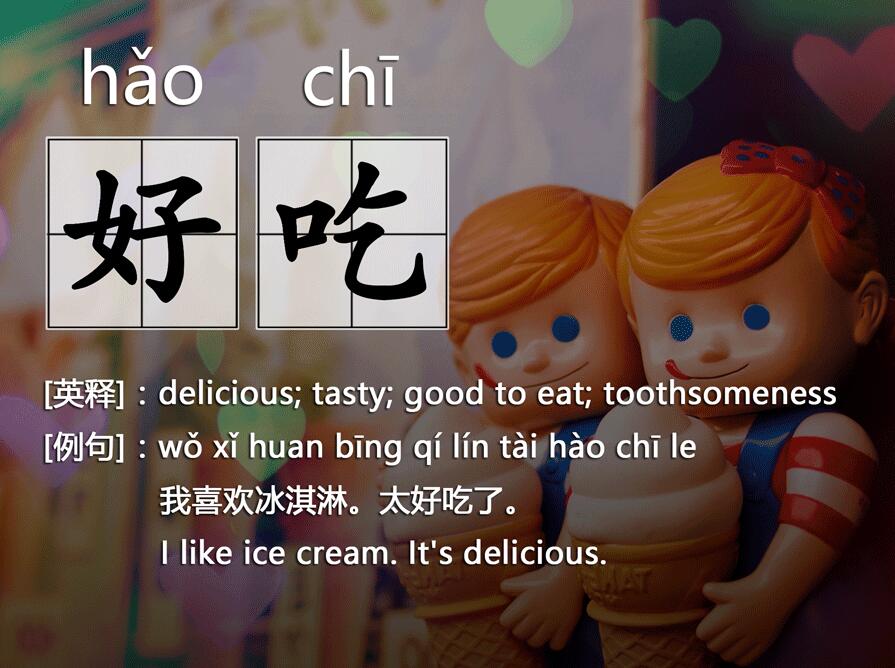 hǎo chī
好吃
[英释]：delicious; tasty; good to eat; toothsomeness
[例句]：wǒ xǐ huan bīng qí lín tài hào chī le
我喜欢冰淇淋。太好吃了。
I like ice cream. It's delicious.